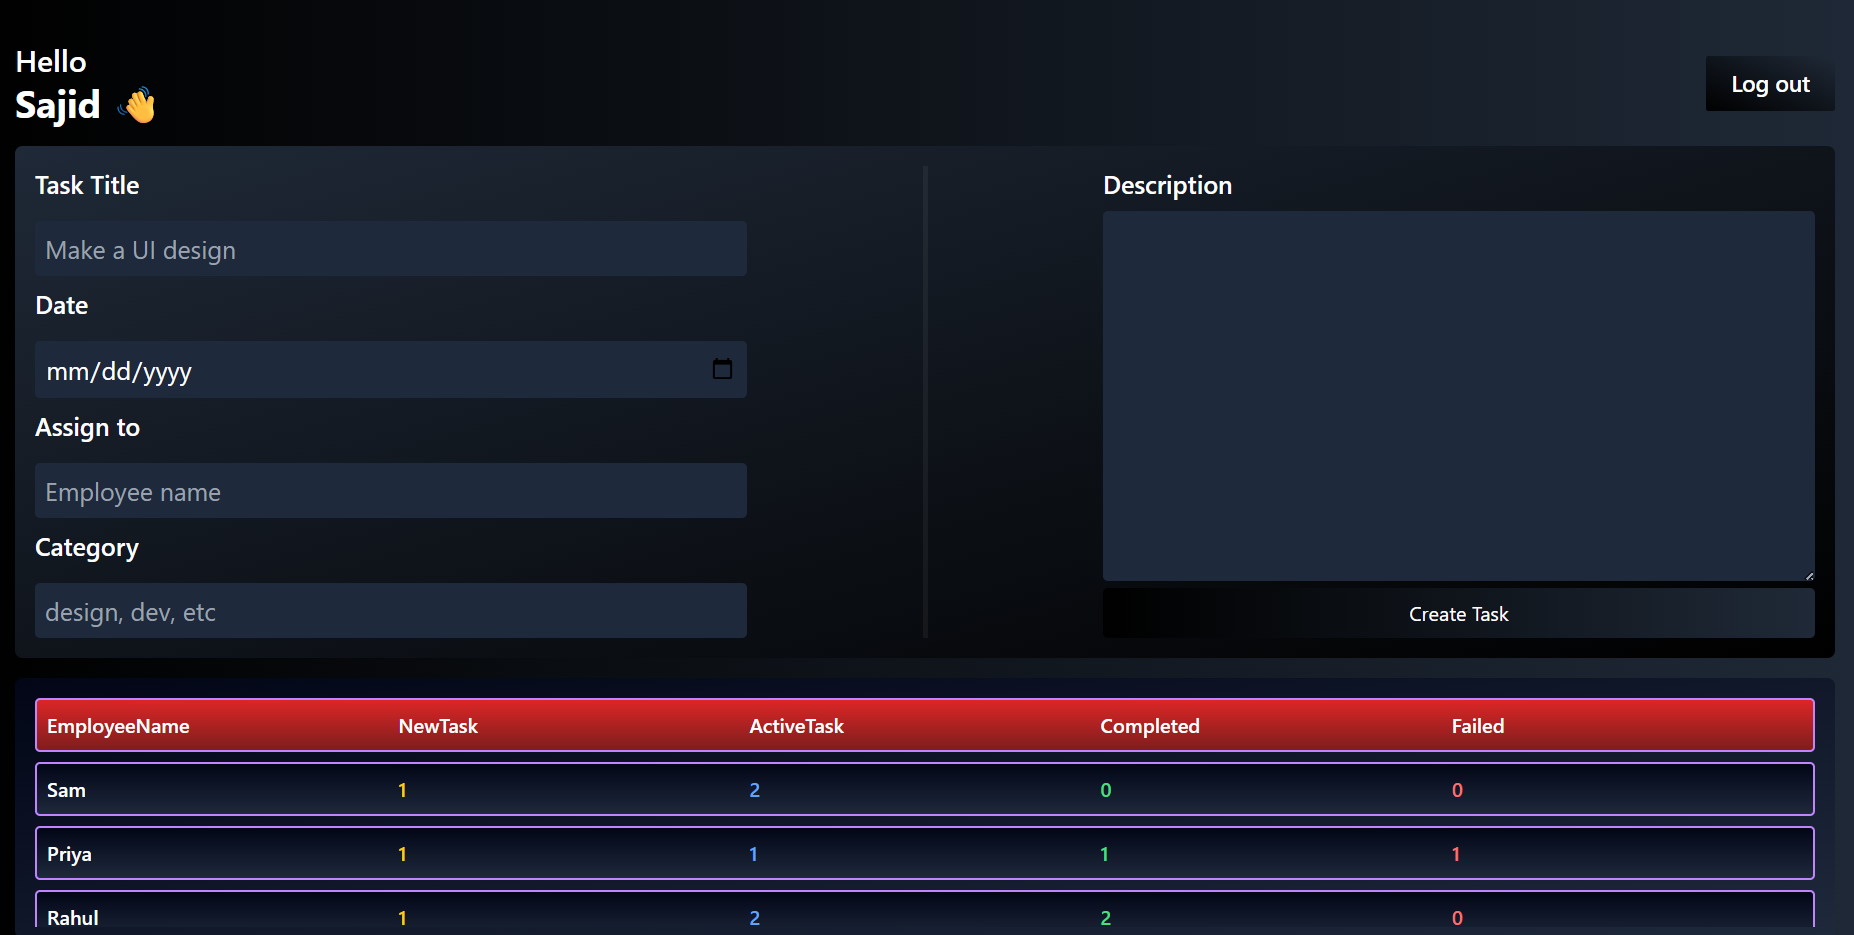 Hello
Sajid 👋
Log out
Task Title
Make a UI design
Date
mm/dd/yyyy
Assign to
Employee name
Category
design, dev, etc
Description
Create Task
EmployeeName NewTask ActiveTask Completed Failed
Sam 1 2 0 0
Priya 1 1 1 1
Rahul 1 2 2 0